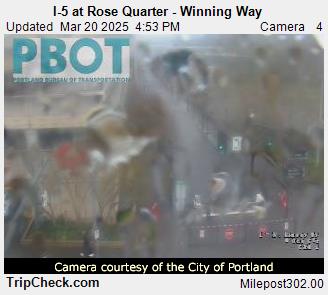 I-5 at Rose Quarter - Winning Way
Updated Mar 20 2025 4:53 PM Camera 4
PBOT
PORTLAND BUREAU OF TRANSPORTATION
Camera courtesy of the City of Portland
TripCheck.com Milepost302.00